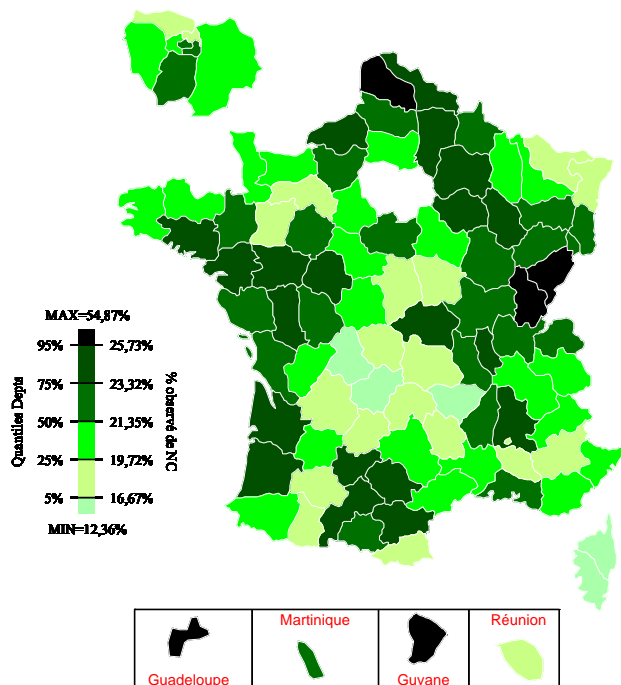 MAX=54,87%
95% 25,73%
75% 23,32%
50% 21,35%
25% 19,72%
5% 16,67%
MIN=12,36%
Quantiles Depts
% observé de NC
Martinique Réunion
Guadeloupe Guyane